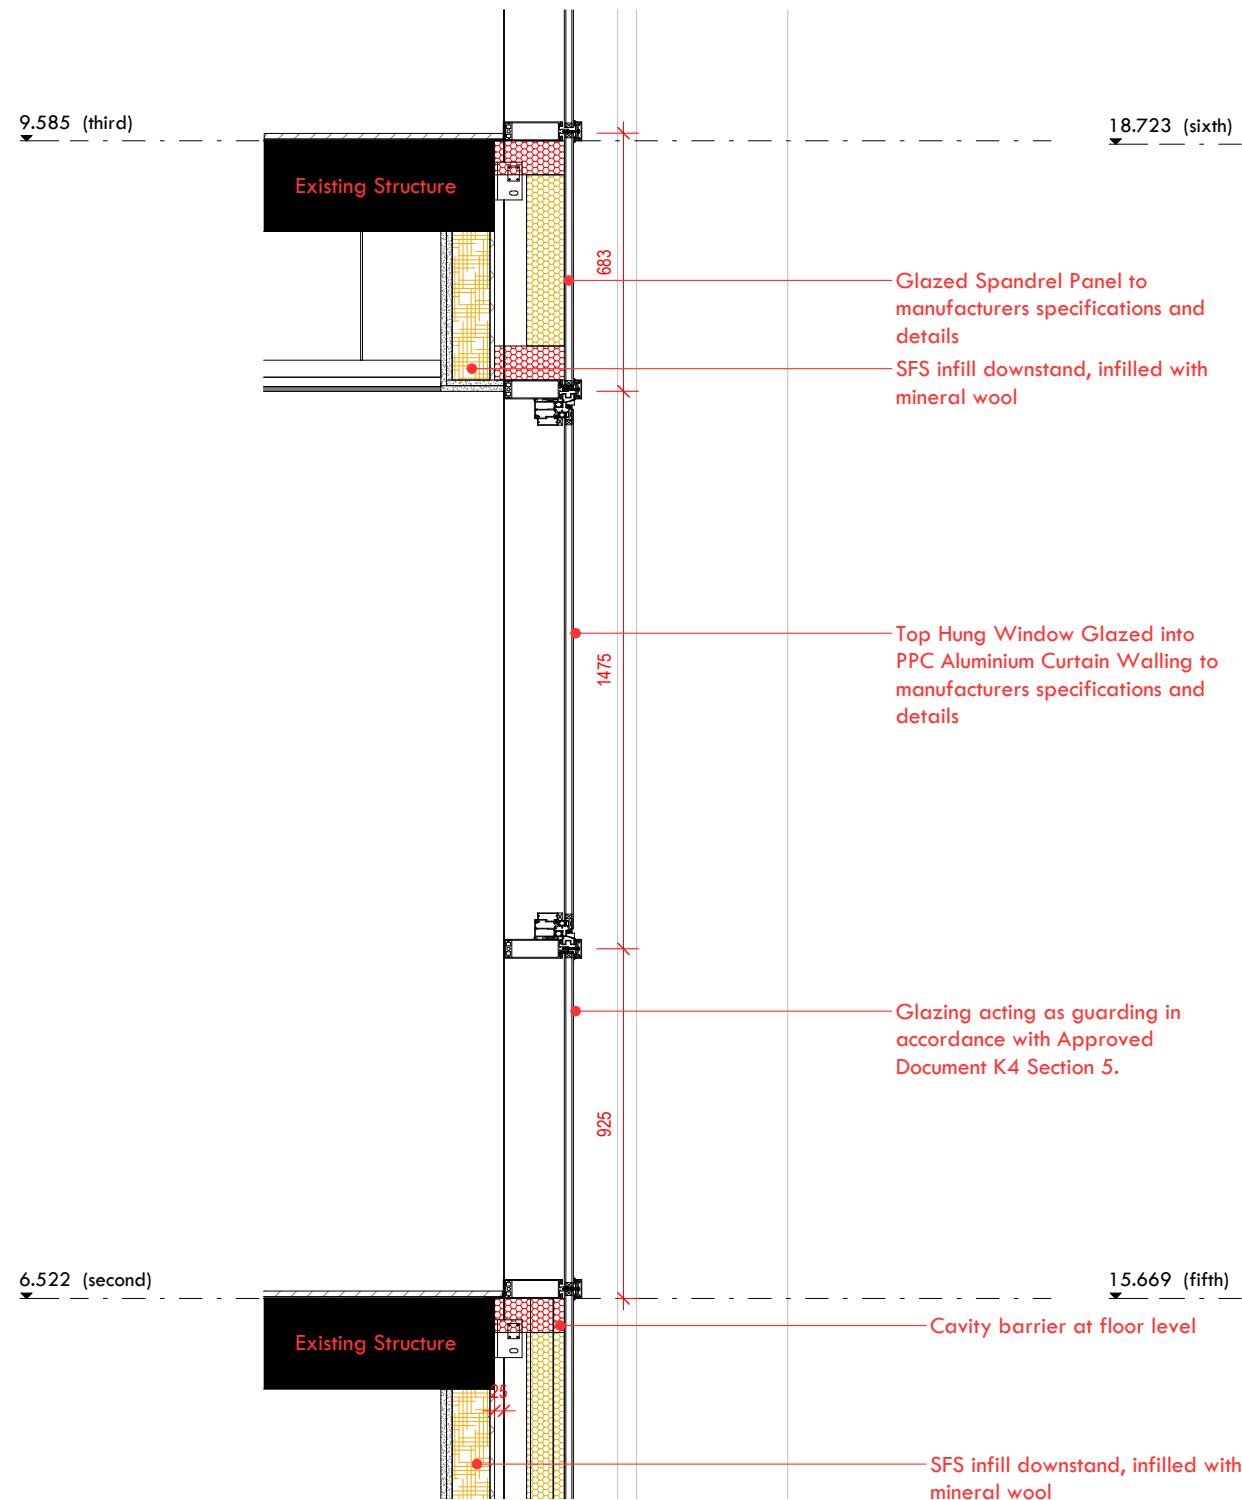 9.585 (third)
18.723 (sixth)
Existing Structure
683
Glazed Spandrel Panel to
manufacturers specifications and
details
SFS infill downstand, infilled with
mineral wool
1475
Top Hung Window Glazed into
PPC Aluminium Curtain Walling to
manufacturers specifications and
details
Glazing acting as guarding in
accordance with Approved
Document K4 Section 5.
925
6.522 (second)
15.669 (fifth)
Cavity barrier at floor level
Existing Structure
25
SFS infill downstand, infilled with
mineral wool